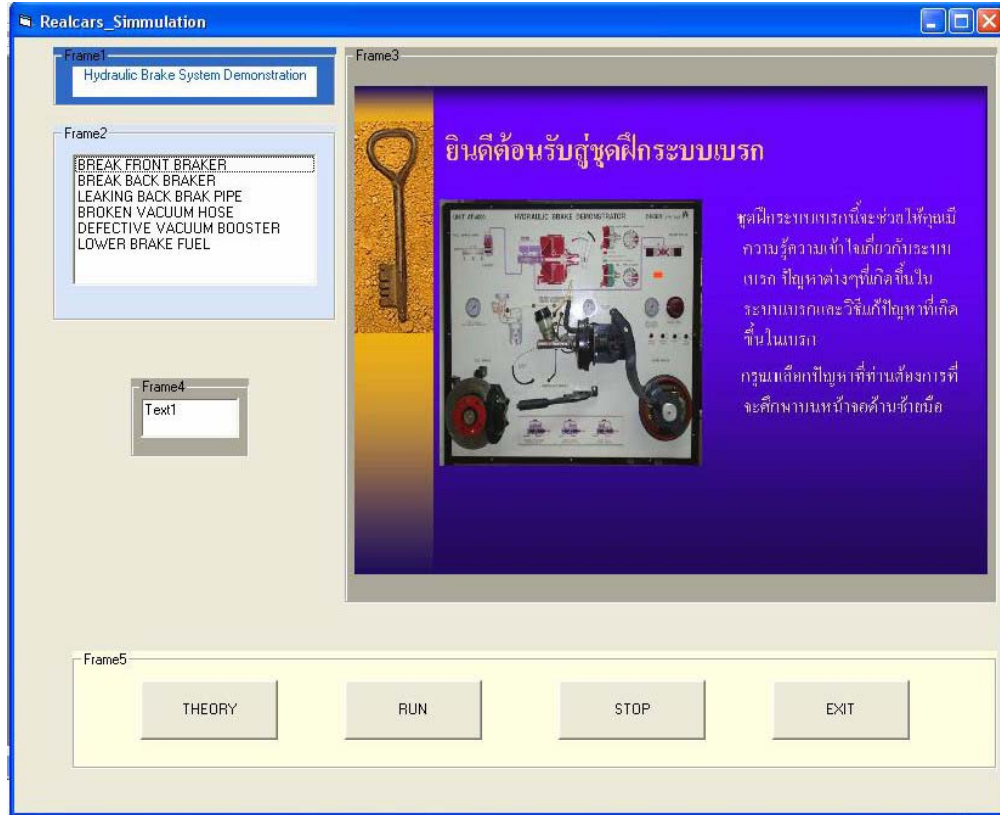 Realcars_Simmulation
Frame1
Hydraulic Brake System Demonstration
Frame2
BREAK FRONT BRAKER
BREAK BACK BRAKER
LEAKING BACK BRAK PIPE
BROKEN VACUUM HOSE
DEFECTIVE VACUUM BOOSTER
LOWER BRAKE FUEL
Frame4
Text1
Frame3
ยินดีต้อนรับสู่ชุดฝึกระบบเบรก
HYDRAULIC BRAKE DEMONSTRATOR
ชุดฝึกระบบเบรกนี้จะช่วยให้คุณมี
ความรู้ความเข้าใจเกี่ยวกับระบบ
เบรก ปัญหาต่างๆที่เกิดขึ้นใน
ระบบเบรกและวิธีแก้ปัญหาที่เกิด
ขึ้นในเบรก
กรุณาเลือกปัญหาที่ท่านต้องการที่
จะศึกษาบนหน้าจอด้านซ้ายมือ
Frame5
THEORY
RUN
STOP
EXIT